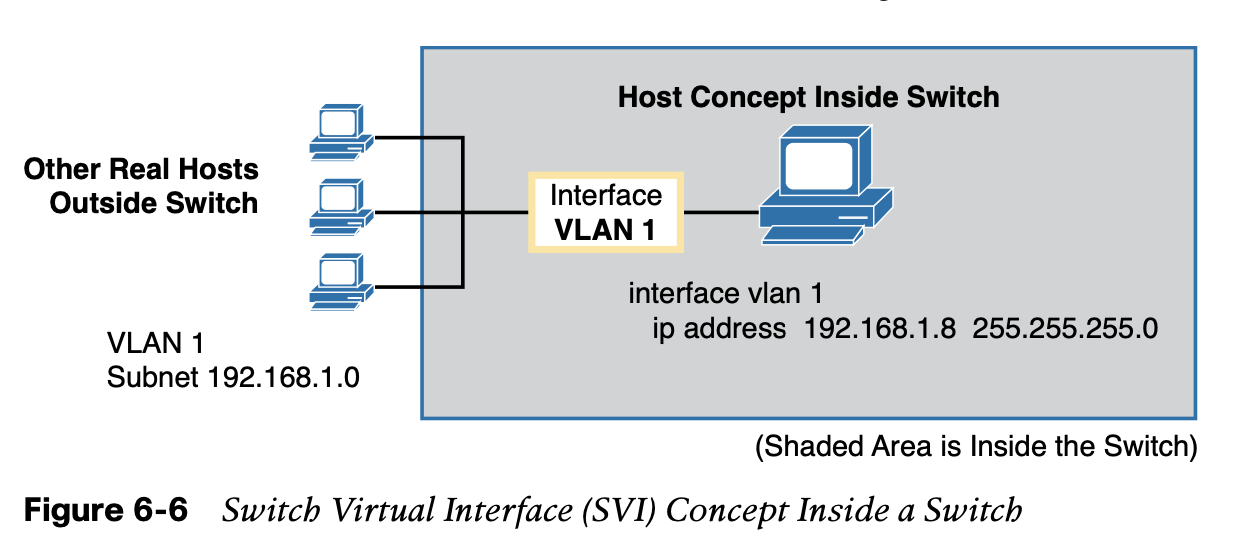 Host Concept Inside Switch
Other Real Hosts
Outside Switch
Interface
VLAN 1
interface vlan 1
ip address 192.168.1.8 255.255.255.0
VLAN 1
Subnet 192.168.1.0
(Shaded Area is Inside the Switch)
Figure 6-6 Switch Virtual Interface (SVI) Concept Inside a Switch